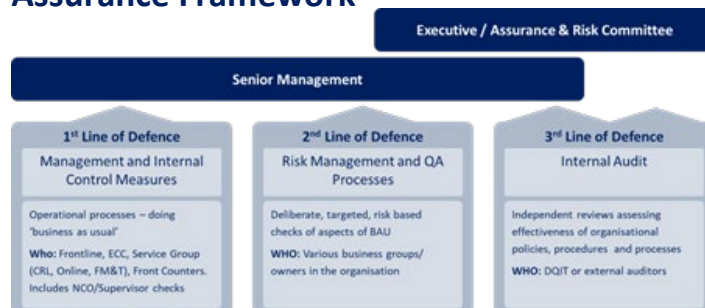 Assurance Framework
Executive / Assurance & Risk Committee
Senior Management
1st Line of Defence
Management and Internal
Control Measures
Operational processes – doing
'business as usual'
Who: Frontline, ECC, Service Group
(CRL, Online, FM&T), Front Counters.
Includes NCO/Supervisor checks
2nd Line of Defence
Risk Management and QA
Processes
Deliberate, targeted, risk based
checks of aspects of BAU
WHO: Various business groups/
owners in the organisation
3rd Line of Defence
Internal Audit
Independent reviews assessing
effectiveness of organisational
policies, procedures and processes
WHO: DQIT or external auditors